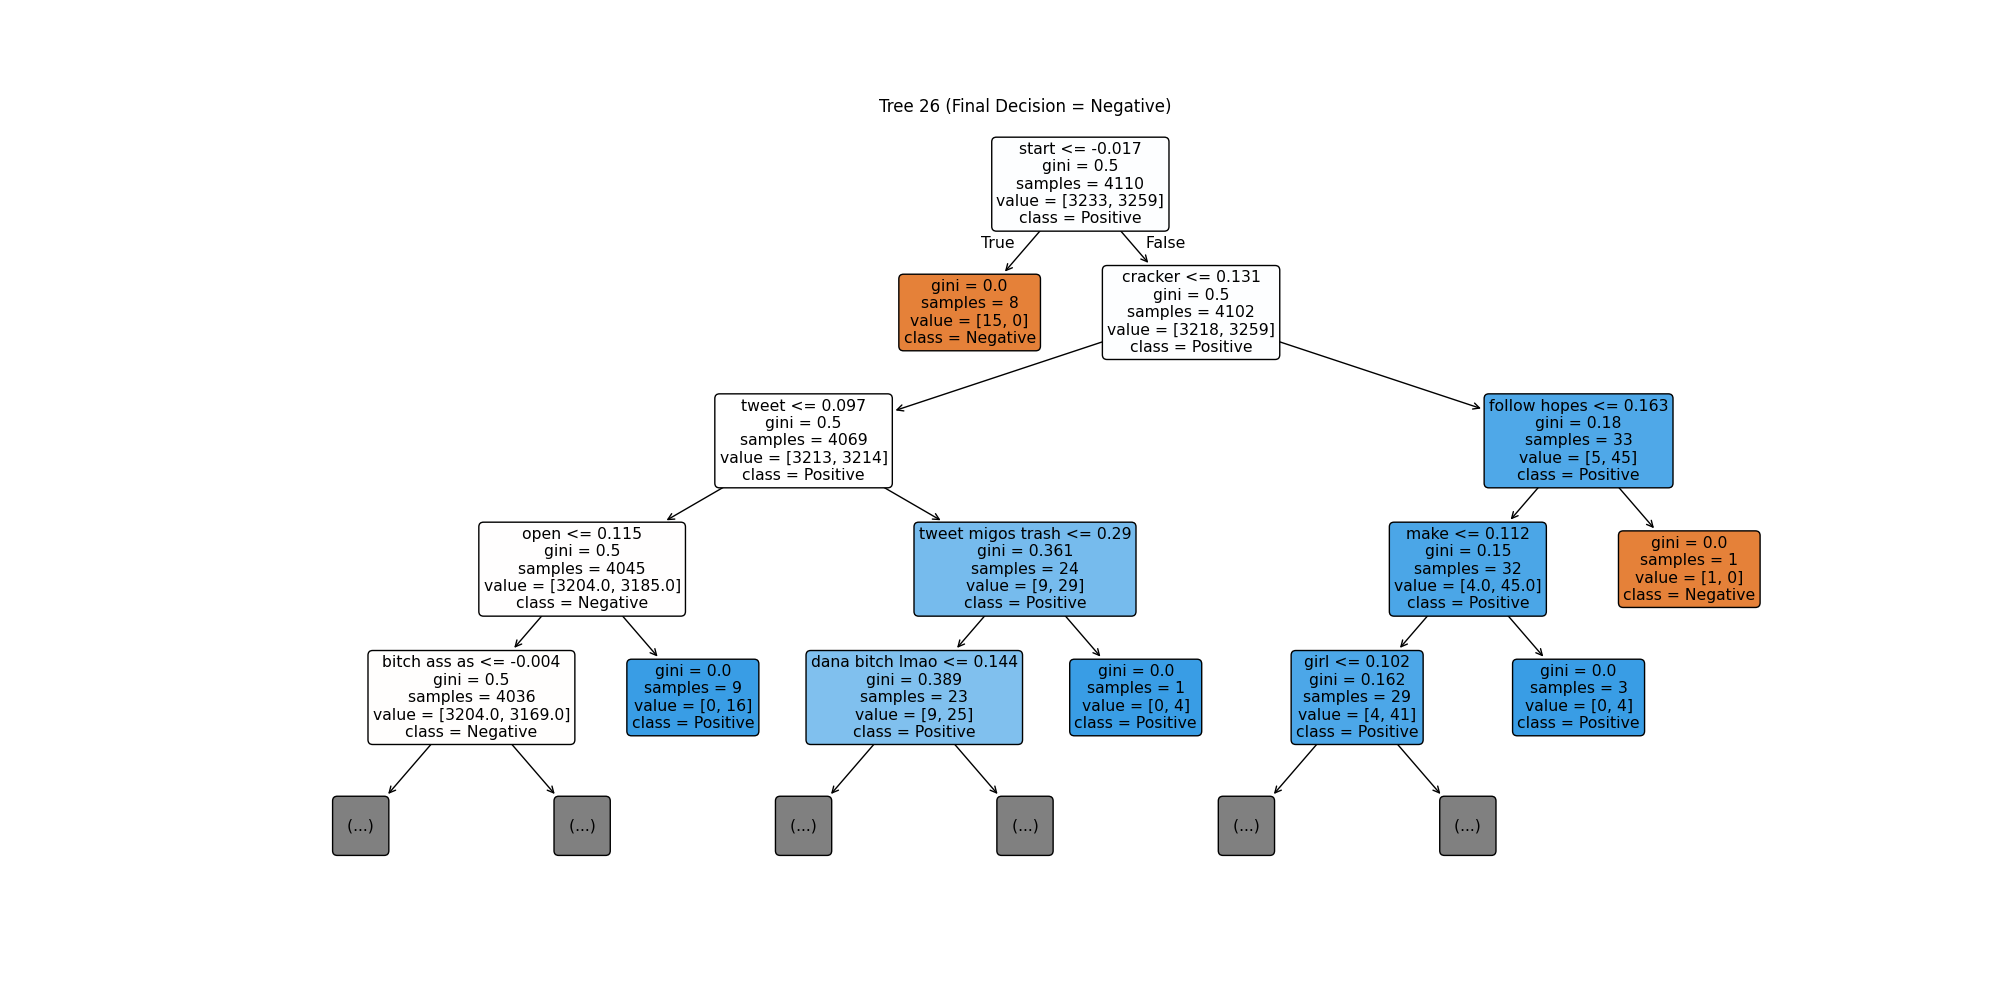 Tree 26 (Final Decision = Negative)
start <= -0.017
gini = 0.5
samples = 4110
value = [3233, 3259]
class = Positive
True
False
gini = 0.0
samples = 8
value = [15, 0]
class = Negative
cracker <= 0.131
gini = 0.5
samples = 4102
value = [3218, 3259]
class = Positive
tweet <= 0.097
gini = 0.5
samples = 4069
value = [3213, 3214]
class = Positive
follow hopes <= 0.163
gini = 0.18
samples = 33
value = [5, 45]
class = Positive
open <= 0.115
gini = 0.5
samples = 4045
value = [3204.0, 3185.0]
class = Negative
tweet migos trash <= 0.29
gini = 0.361
samples = 24
value = [9, 29]
class = Positive
make <= 0.112
gini = 0.15
samples = 32
value = [4.0, 45.0]
class = Positive
gini = 0.0
samples = 1
value = [1, 0]
class = Negative
bitch ass as <= -0.004
gini = 0.5
samples = 4036
value = [3204.0, 3169.0]
class = Negative
gini = 0.0
samples = 9
value = [0, 16]
class = Positive
dana bitch lmao <= 0.144
gini = 0.389
samples = 23
value = [9, 25]
class = Positive
gini = 0.0
samples = 1
value = [0, 4]
class = Positive
girl <= 0.102
gini = 0.162
samples = 29
value = [4, 41]
class = Positive
gini = 0.0
samples = 3
value = [0, 4]
class = Positive
(...)
(...)
(...)
(...)
(...)
(...)